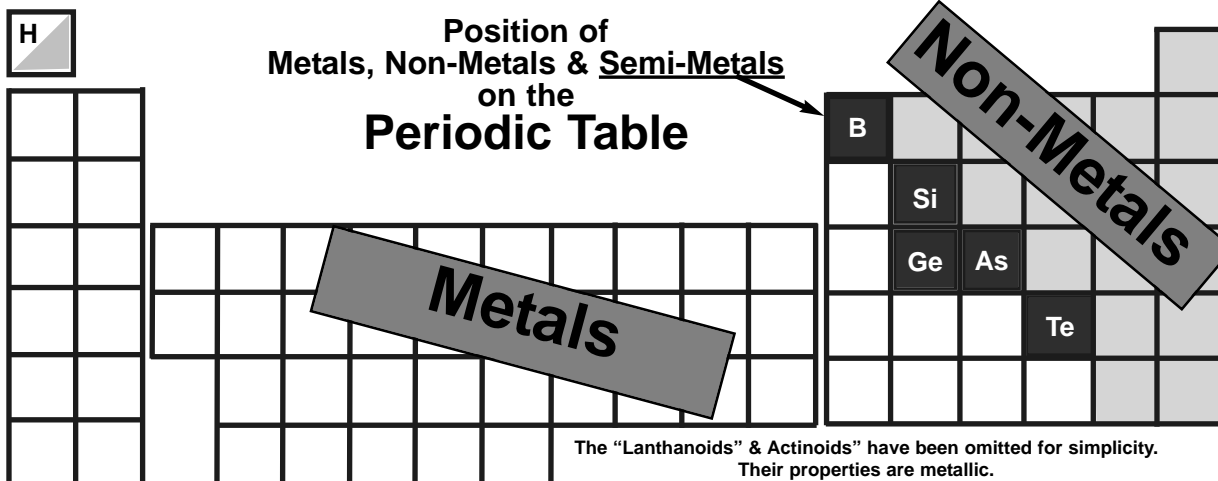 H
Position of
Metals, Non-Metals & Semi-Metals
on the
Periodic Table
Non-Metals
B
Si
Ge As
Metals
Te
The “Lanthanoids” & Actinoids” have been omitted for simplicity.
Their properties are metallic.